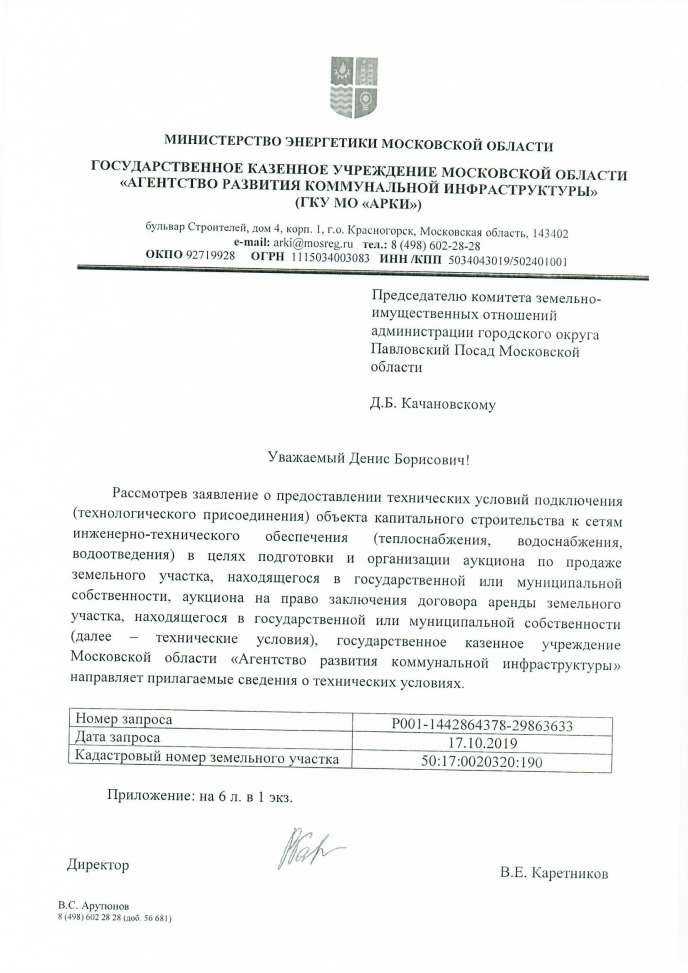 МИНИСТЕРСТВО ЭНЕРГЕТИКИ МОСКОВСКОЙ ОБЛАСТИ
ГОСУДАРСТВЕННОЕ КАЗЕННОЕ УЧРЕЖДЕНИЕ МОСКОВСКОЙ ОБЛАСТИ
«АГЕНТСТВО РАЗВИТИЯ КОММУНАЛЬНОЙ ИНФРАСТРУКТУРЫ»
(ГКУ МО «АРКИ»)
бульвар Строителей, дом 4, корп. 1, г.о. Красногорск, Московская область, 143402
e-mail: arki@mosreg.ru тел.: 8 (498) 602-28-28
ОКПО 92719928 ОГРН 1115034003083 ИНН /КПП 5034043019/502401001
Председателю комитета земельно-
имущественных отношений
администрации городского округа
Павловский Посад Московской
области
Д.Б. Качановскому
Уважаемый Денис Борисович!
Рассмотрев заявление о предоставлении технических условий подключения
(технологического присоединения) объекта капитального строительства к сетям
инженерно-технического обеспечения (теплоснабжения, водоснабжения,
водоотведения) в целях подготовки и организации аукциона по продаже
земельного участка, находящегося в государственной или муниципальной
собственности, аукциона на право заключения договора аренды земельного
участка, находящегося в государственной или муниципальной собственности
(далее – технические условия), государственное казенное учреждение
Московской области «Агентство развития коммунальной инфраструктуры»
направляет прилагаемые сведения о технических условиях.
Номер запроса P001-1442864378-29863633
Дата запроса 17.10.2019
Кадастровый номер земельного участка 50:17:0020320:190
Приложение: на 6 л. в 1 экз.
Директор В.Е. Каретников
В.С. Арутюнов
8 (498) 602 28 28 (доб. 56 681)